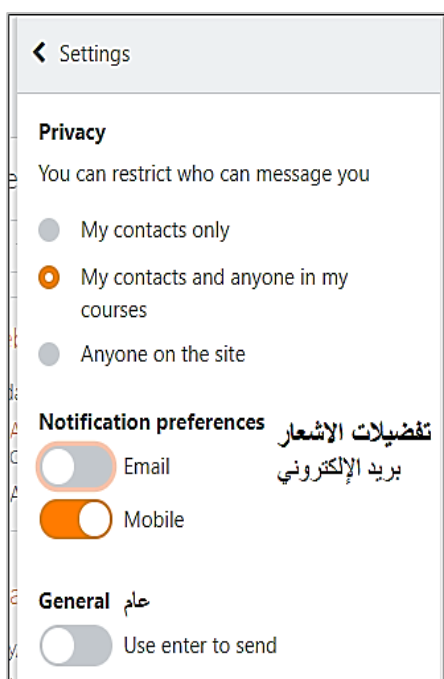 Settings
Privacy
You can restrict who can message you
My contacts only
My contacts and anyone in my
courses
Anyone on the site
Notification preferences تفضيلات الاشعار
Email بريد الإلكتروني
Mobile
General عام
Use enter to send